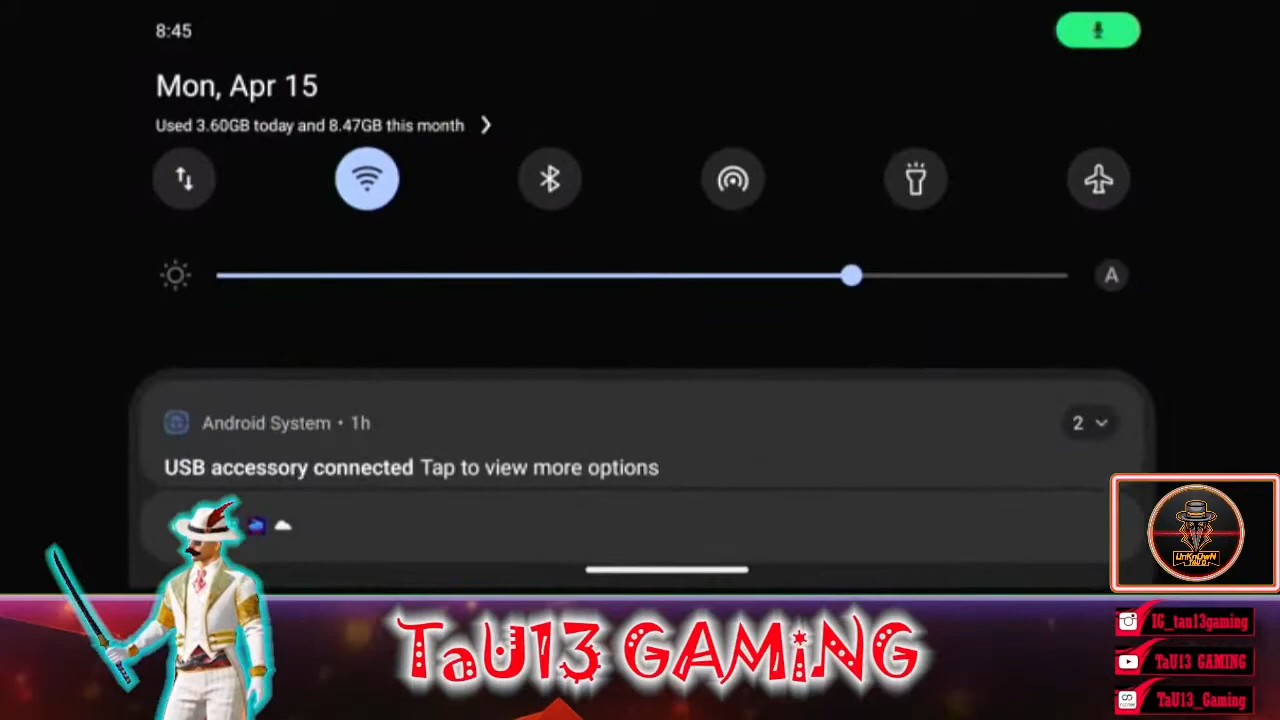 8:45
Mon, Apr 15
Used 3.60GB today and 8.47GB this month
A
Android System • 1h
2
USB accessory connected Tap to view more options
UnKnOwN
TaU13 GAMiNG
IG_tau13gaming
TaU13 GAMING
TaU13_Gaming